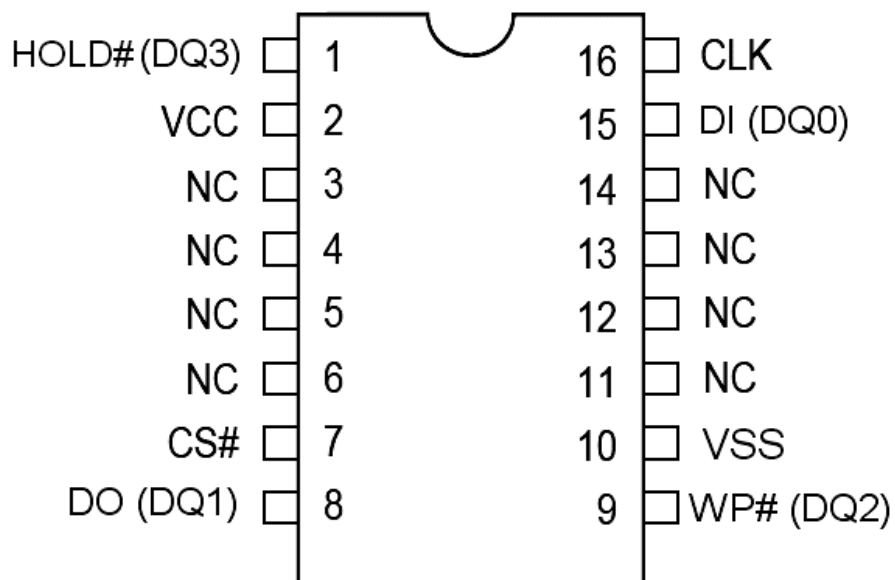 HOLD# (DQ3) 1 16 CLK
VCC 2 15 DI (DQ0)
NC 3 14 NC
NC 4 13 NC
NC 5 12 NC
NC 6 11 NC
CS# 7 10 VSS
DO (DQ1) 8 9 WP# (DQ2)